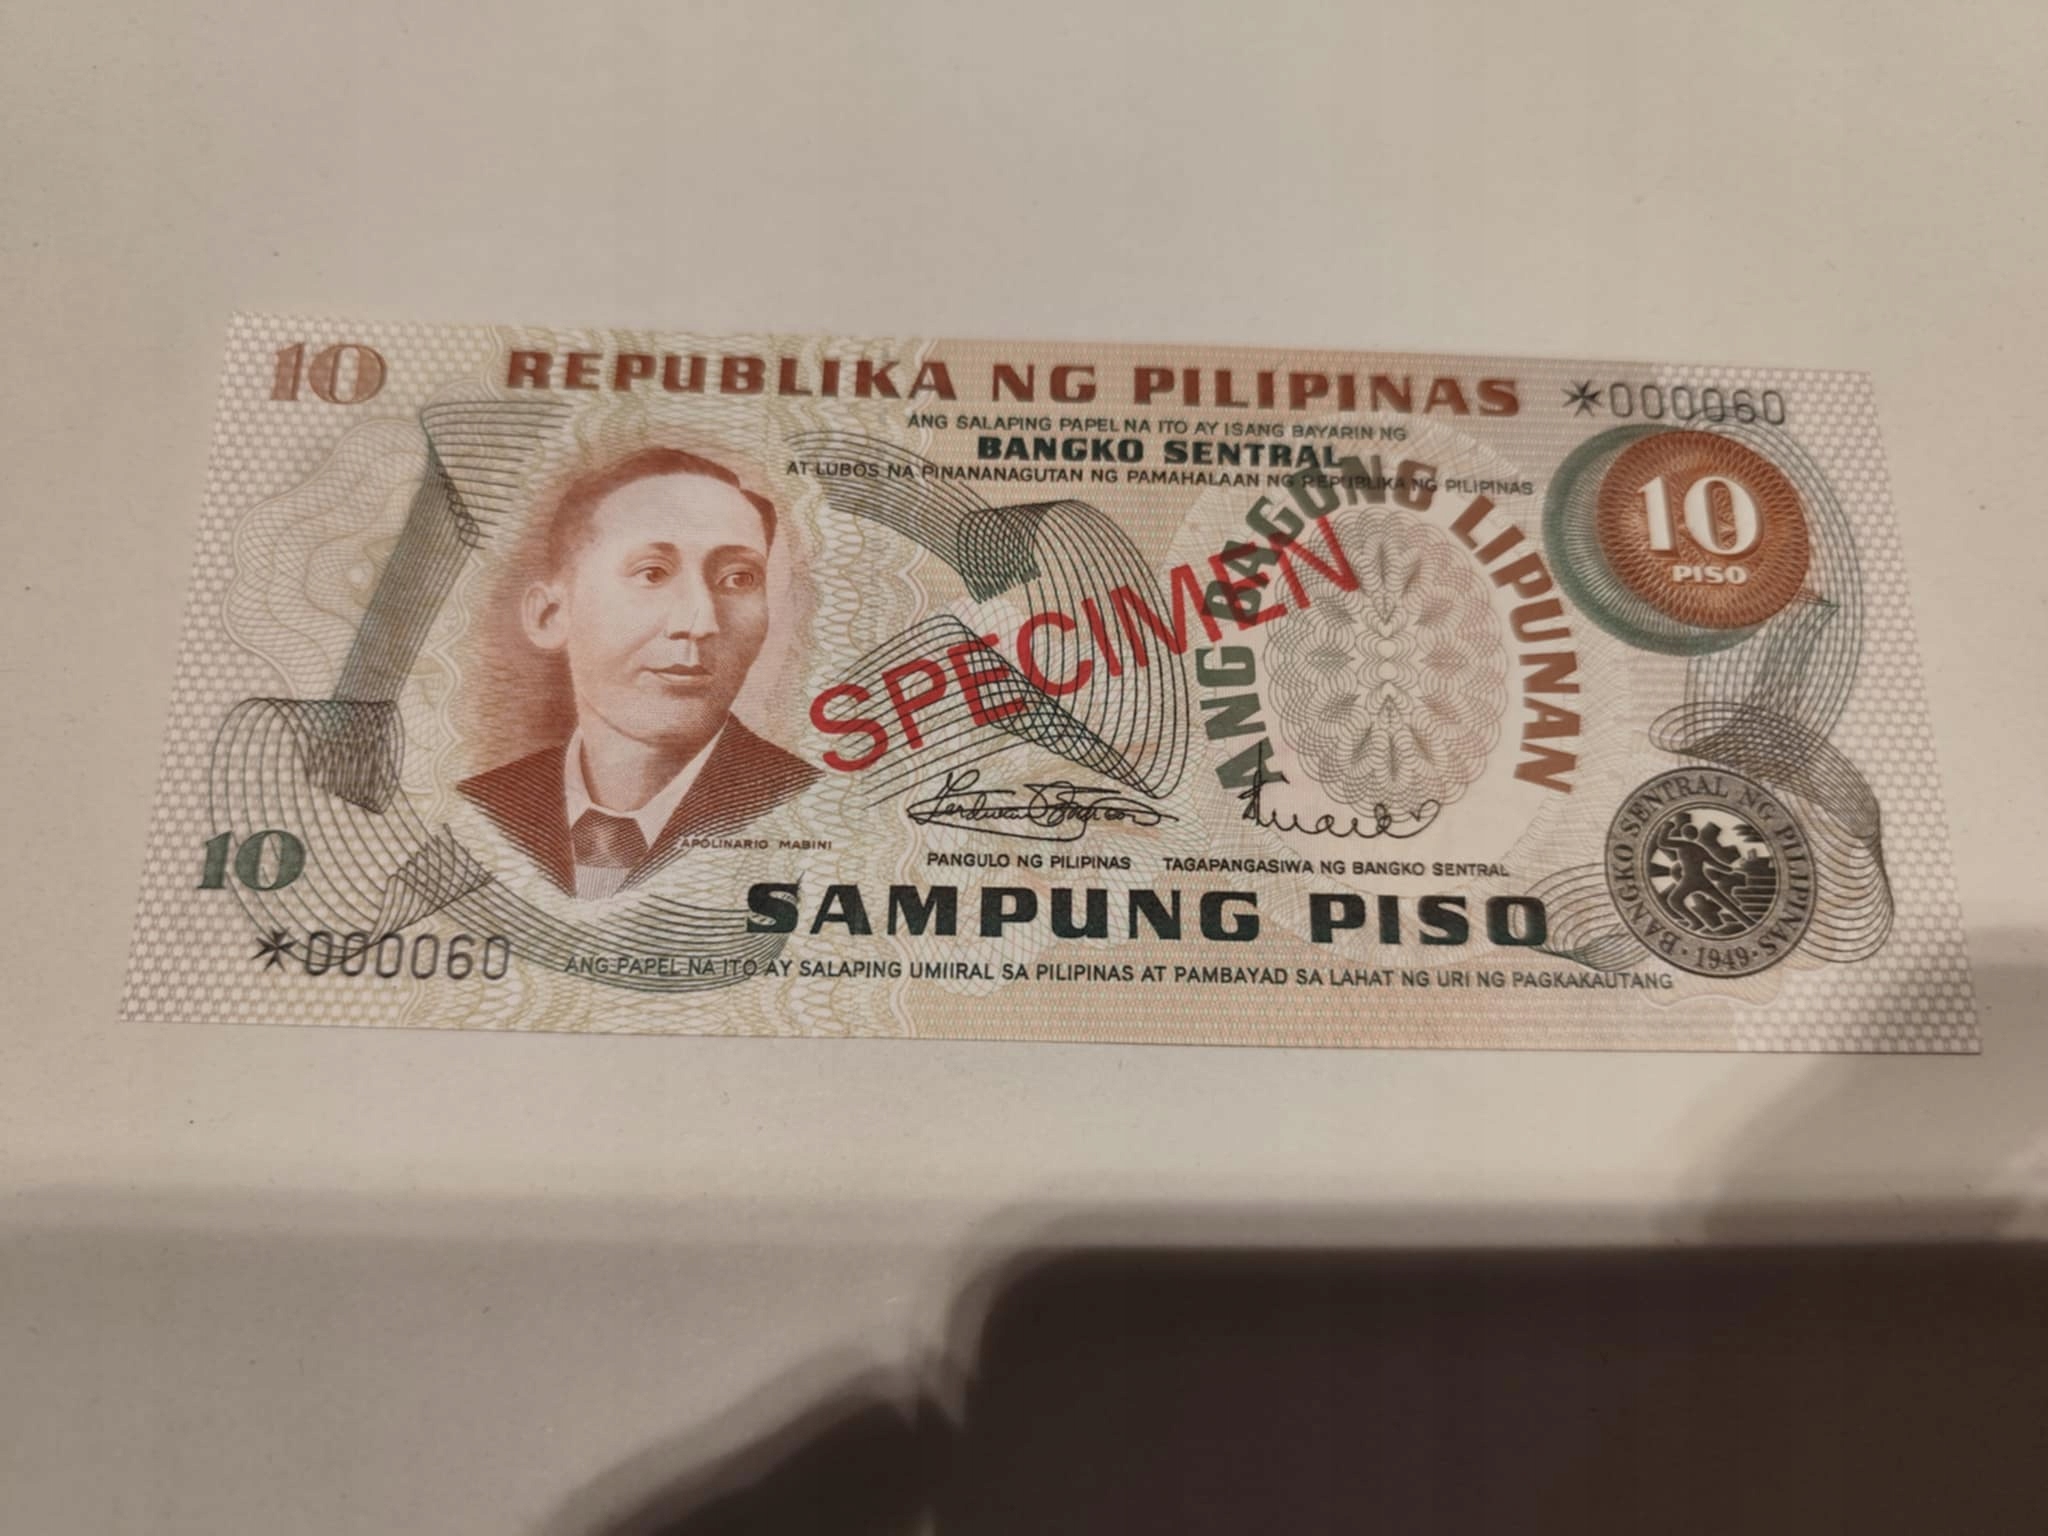 10
REPUBLIKA NG PILIPINAS
*000060
ANG SALAPING PAPEL NA ITO AY ISANG BAYARIN NG
BANGKO SENTRAL
AT LUBOS NA PINANANAGUTAN NG PAMAHALAAN NG REPUBLIKA NG PILIPINAS
10
PISO
ANG BAGONG LIPUNAN
SPECIMEN
APOLINARIO MABINI
PANGULO NG PILIPINAS
TAGAPANGASIWA NG BANGKO SENTRAL
10
SAMPUNG PISO
BANGKO SENTRAL NG PILIPINAS
·1949·
*000060
ANG PAPEL NA ITO AY SALAPING UMIIRAL SA PILIPINAS AT PAMBAYAD SA LAHAT NG URI NG PAGKAKAUTANG